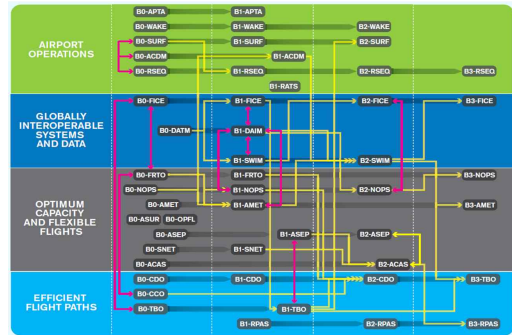 AIRPORT
OPERATIONS
B0-APTA B1-APTA
B0-WAKE B1-WAKE B2-WAKE
B0-SURF B1-SURF B2-SURF
B0-ACDM B1-ACDM
B0-RSEQ B1-RSEQ B2-RSEQ B3-RSEQ
B1-RATS
GLOBALLY
INTEROPERABLE
SYSTEMS
AND DATA
B0-FICE B1-FICE B2-FICE B3-FICE
B0-DATM B1-DAIM
B1-SWIM B2-SWIM
OPTIMUM
CAPACITY
AND FLEXIBLE
FLIGHTS
B0-FRTO B1-FRTO B3-NOPS
B0-NOPS B1-NOPS B2-NOPS
B0-AMET B1-AMET B3-AMET
B0-ASUR B0-OPFL
B0-ASEP B1-ASEP B2-ASEP
B0-SNET B1-SNET
B0-ACAS B2-ACAS
EFFICIENT
FLIGHT PATHS
B0-CDO B1-CDO B2-CDO B3-TBO
B0-CCO
B0-TBO B1-TBO
B1-RPAS B2-RPAS B3-RPAS